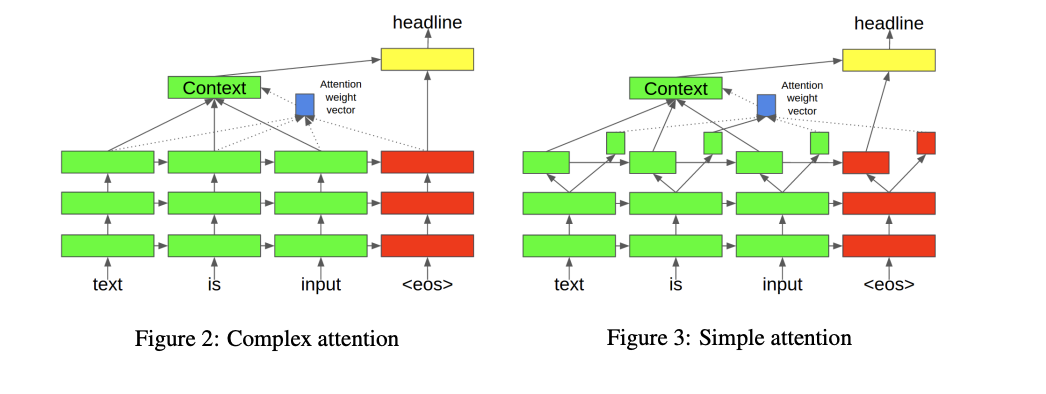 headline
Context
Attention
weight
vector
text is input <eos>
Figure 2: Complex attention
headline
Context
Attention
weight
vector
text is input <eos>
Figure 3: Simple attention